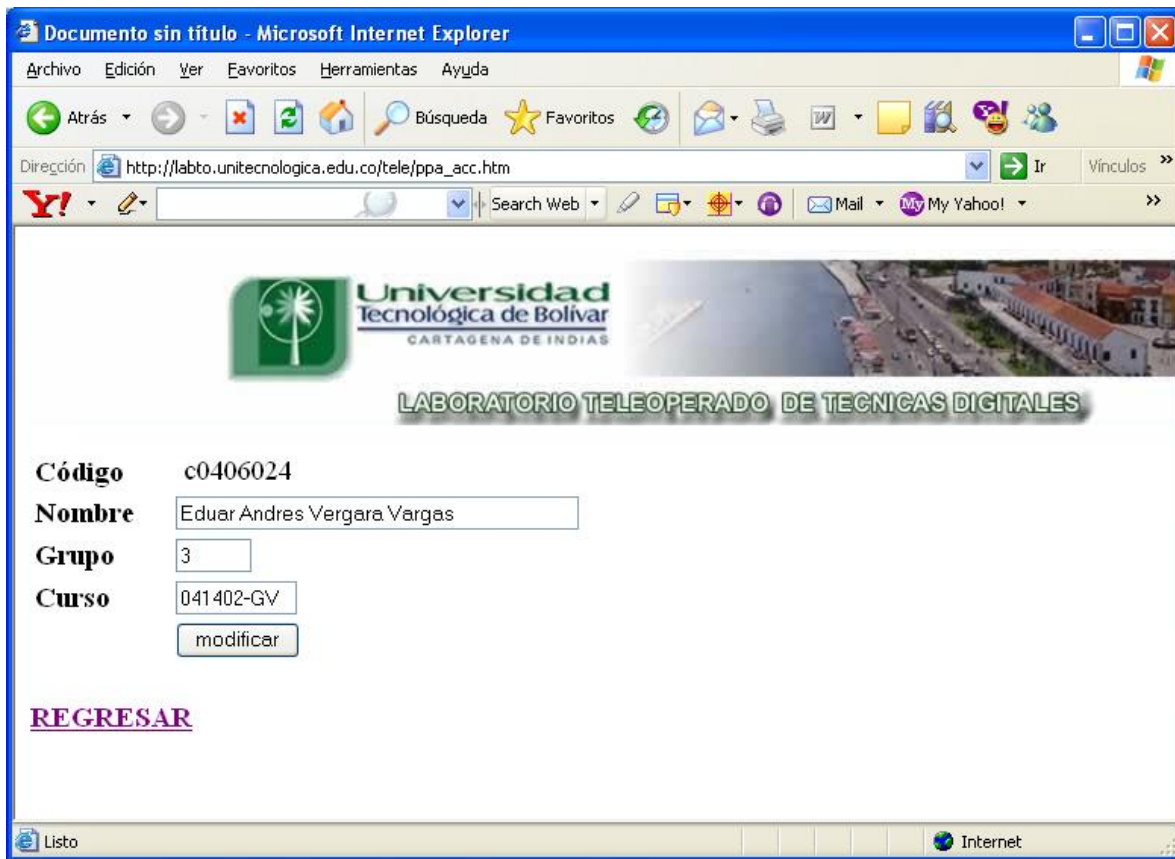 Documento sin título - Microsoft Internet Explorer
Archivo Edición Ver Favoritos Herramientas Ayuda
Atrás Búsqueda Favoritos
Dirección http://labto.unitecnologica.edu.co/tele/ppa_acc.htm Ir Vínculos »
Y! Search Web Mail My My Yahoo! »
Universidad
Tecnológica de Bolívar
CARTAGENA DE INDIAS
LABORATORIO TELEOPERADO DE TECNICAS DIGITALES
Código c0406024
Nombre Eduar Andres Vergara Vargas
Grupo 3
Curso 041402-GV
modificar
REGRESAR
Listo Internet